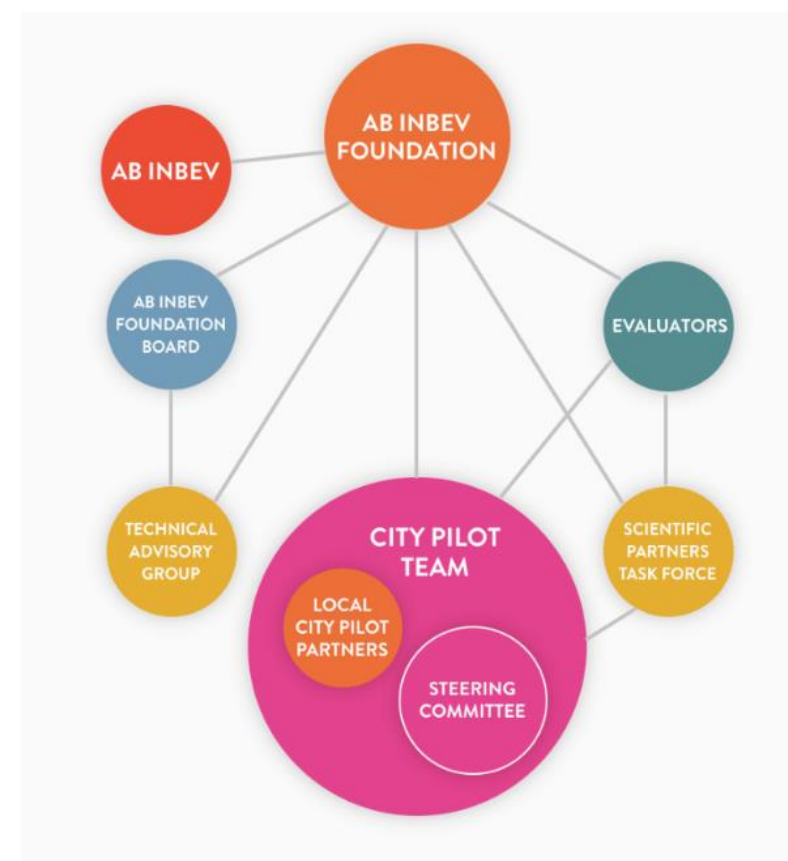 AB INBEV
FOUNDATION
AB INBEV
AB INBEV
FOUNDATION
BOARD
EVALUATORS
TECHNICAL
ADVISORY
GROUP
CITY PILOT
TEAM
LOCAL
CITY PILOT
PARTNERS
STEERING
COMMITTEE
SCIENTIFIC
PARTNERS
TASK FORCE